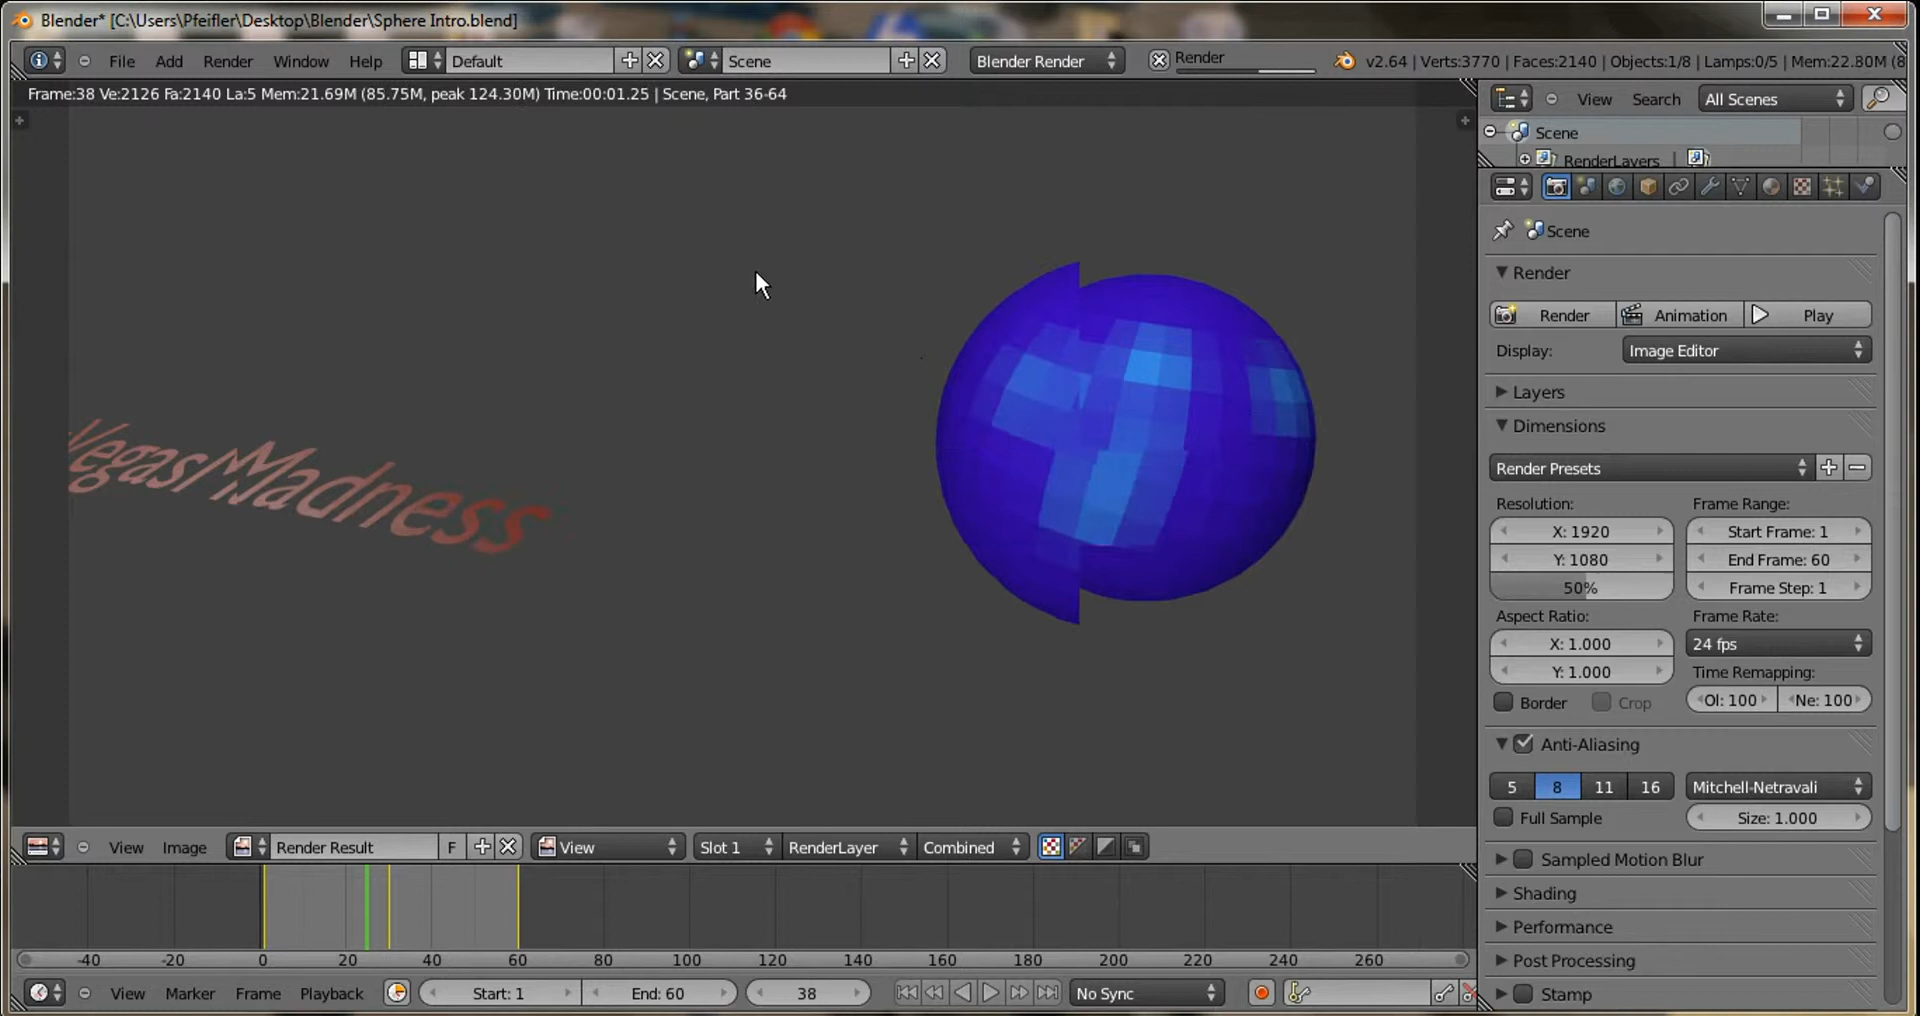 Blender* [C:\Users\Pfeifler\Desktop\Blender\Sphere Intro.blend]
File Add Render Window Help Default Scene Blender Render Render v2.64 | Verts:3770 | Faces:2140 | Objects:1/8 | Lamps:0/5 | Mem:22.80M (8
Frame:38 Ve:2126 Fa:2140 La:5 Mem:21.69M (85.75M, peak 124.30M) Time:00:01.25 | Scene, Part 36-64
View Search All Scenes
Scene
RenderLayers
Scene
Render
Render Animation Play
Display: Image Editor
Layers
Dimensions
Render Presets
Resolution: Frame Range:
X: 1920 Start Frame: 1
Y: 1080 End Frame: 60
50% Frame Step: 1
Aspect Ratio: Frame Rate:
X: 1.000 24 fps
Y: 1.000 Time Remapping:
Border Crop Ol: 100 Ne: 100
Anti-Aliasing
5 8 11 16 Mitchell-Netravali
Full Sample Size: 1.000
Sampled Motion Blur
Shading
Performance
Post Processing
Stamp
Vegas Madness
View Image Render Result F View Slot 1 RenderLayer Combined
-40 -20 0 20 40 60 80 100 120 140 160 180 200 220 240 260
View Marker Frame Playback Start: 1 End: 60 38 No Sync